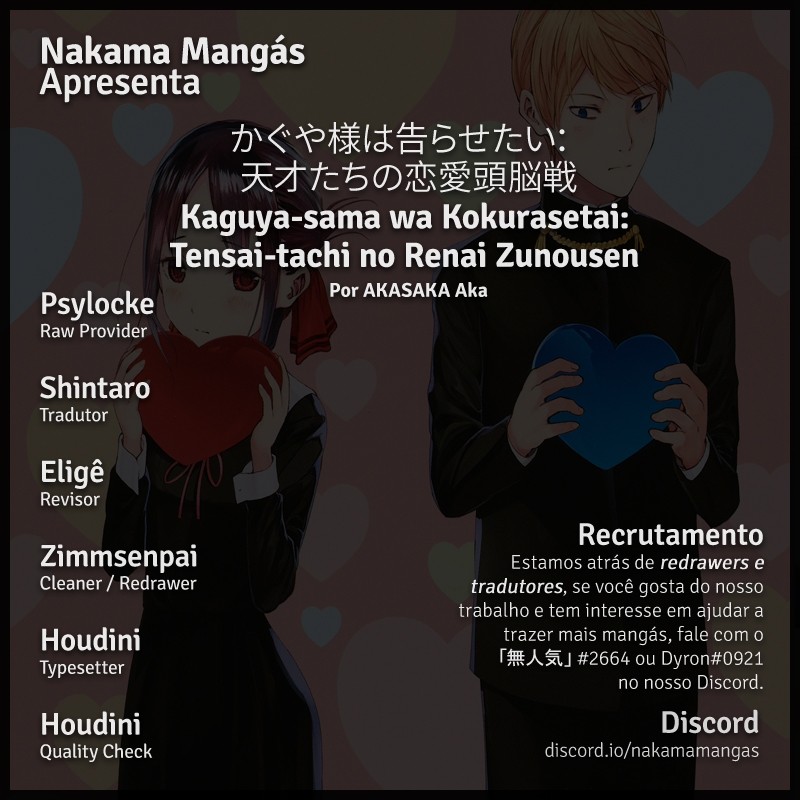 Nakama Mangás
Apresenta
かぐや様は告らせたい:
天才たちの恋愛頭脳戦
Kaguya-sama wa Kokurasetai:
Tensai-tachi no Renai Zunousen
Por AKASAKA Aka
Psylocke
Raw Provider
Shintaro
Tradutor
Eligê
Revisor
Zimmsenpai
Cleaner / Redrawer
Houdini
Typesetter
Houdini
Quality Check
Recrutamento
Estamos atrás de redrawers e
tradutores, se você gosta do nosso
trabalho e tem interesse em ajudar a
trazer mais mangás, fale com o
「無人気」 #2664 ou Dyron#0921
no nosso Discord.
Discord
discord.io/nakamamangas